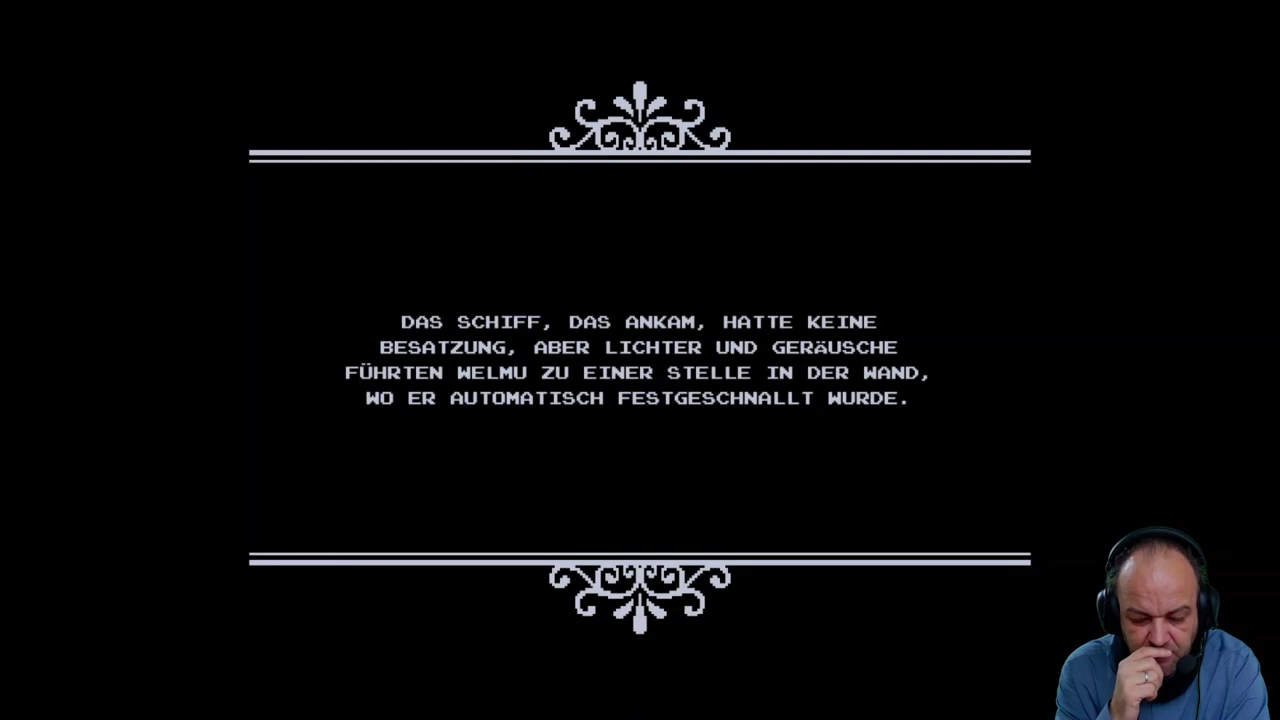 DAS SCHIFF, DAS ANKAM, HATTE KEINE
BESATZUNG, ABER LICHTER UND GERÄUSCHE
FÜHRTEN WELMU ZU EINER STELLE IN DER WAND,
WO ER AUTOMATISCH FESTGESCHNALLT WURDE.